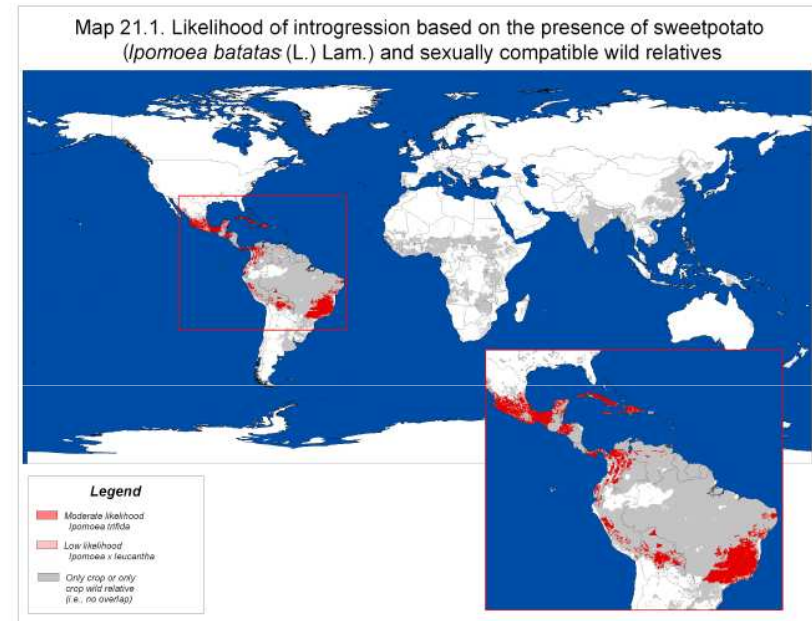 Map 21.1. Likelihood of introgression based on the presence of sweetpotato
(Ipomoea batatas (L.) Lam.) and sexually compatible wild relatives
Legend
Moderate likelihood
Ipomoea trifida
Low likelihood
Ipomoea x leucantha
Only crop or only
crop wild relative
(i.e., no overlap)